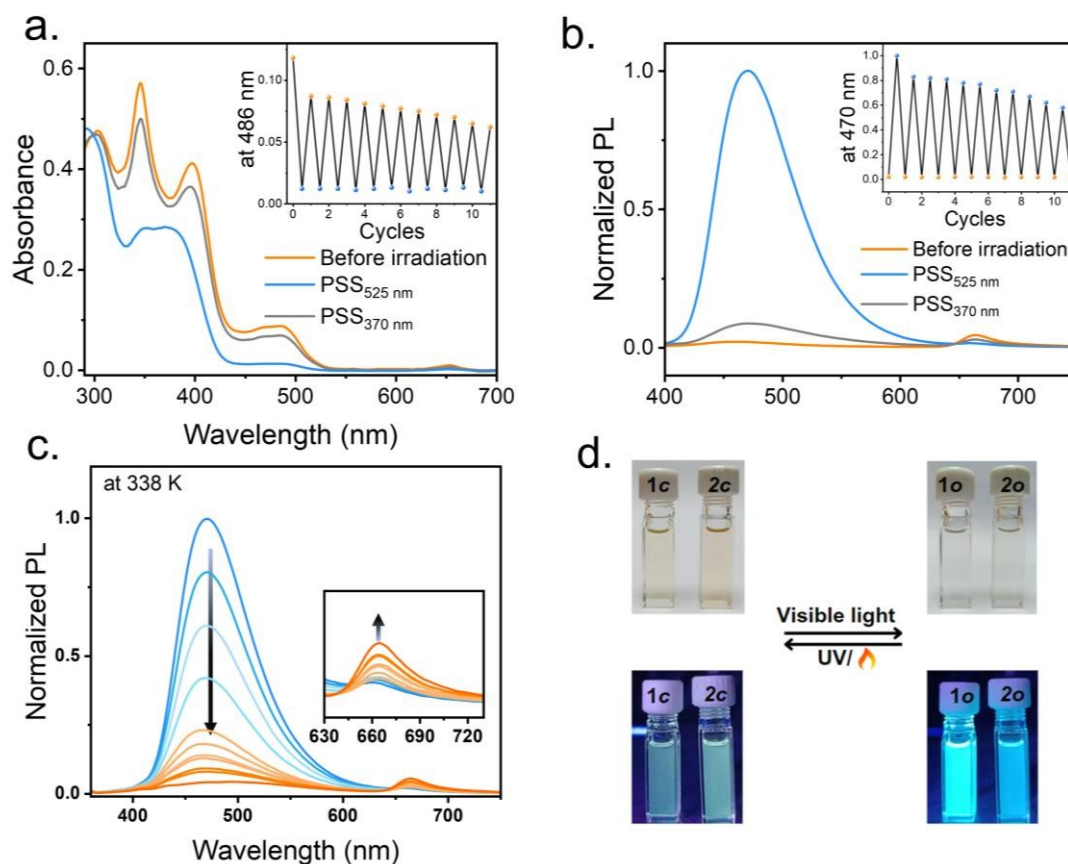 a.
0.6
0.4
0.2
0.0
Absorbance
300 400 500 600 700
Wavelength (nm)
at 486 nm
0.10
0.05
0.00
0 2 4 6 8 10
Cycles
Before irradiation
PSS525 nm
PSS370 nm
b.
1.0
0.5
0.0
Normalized PL
400 500 600 700
at 470 nm
1.0
0.8
0.6
0.4
0.2
0.0
0 2 4 6 8 10
Cycles
Before irradiation
PSS525 nm
PSS370 nm
Wavelength (nm)
c.
at 338 K
1.0
0.5
0.0
Normalized PL
400 500 600 700
Wavelength (nm)
630 660 690 720
d.
1c 2c
1o 2o
Visible light
UV/
1c 2c
1o 2o